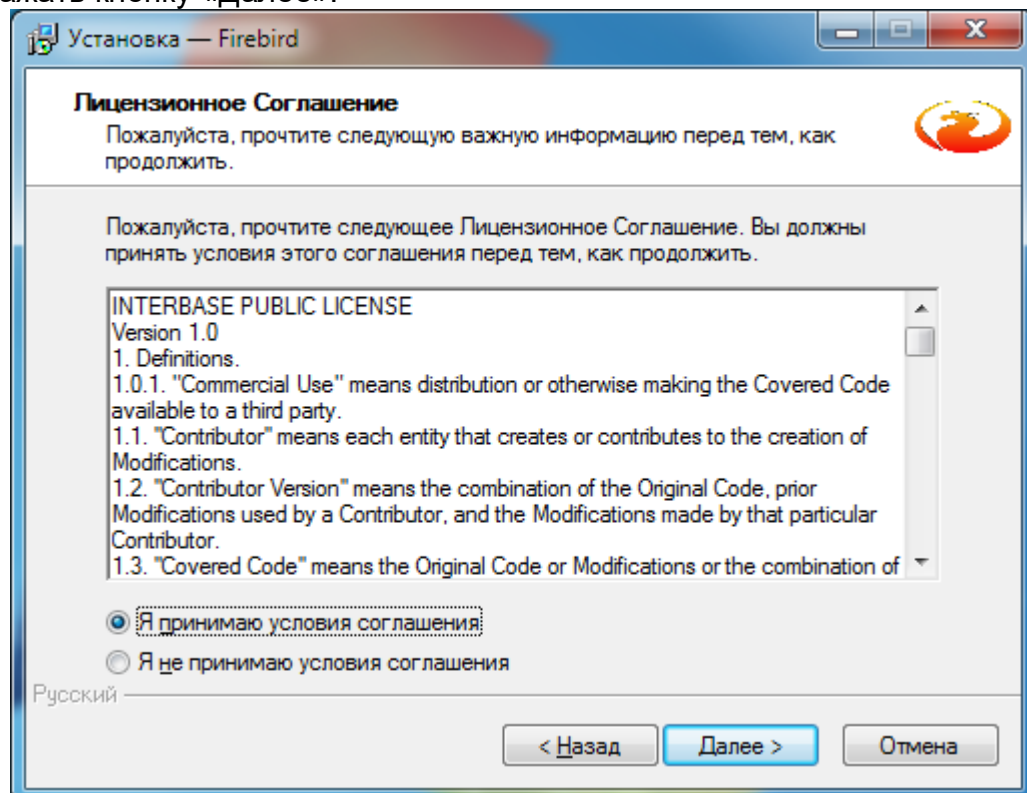 кнопку «Далее».
Установка — Firebird
Лицензионное Соглашение
Пожалуйста, прочтите следующую важную информацию перед тем, как
продолжить.
Пожалуйста, прочтите следующее Лицензионное Соглашение. Вы должны
принять условия этого соглашения перед тем, как продолжить.
INTERBASE PUBLIC LICENSE
Version 1.0
1. Definitions.
1.0.1. "Commercial Use" means distribution or otherwise making the Covered Code
available to a third party.
1.1. "Contributor" means each entity that creates or contributes to the creation of
Modifications.
1.2. "Contributor Version" means the combination of the Original Code, prior
Modifications used by a Contributor, and the Modifications made by that particular
Contributor.
1.3. "Covered Code" means the Original Code or Modifications or the combination of
Я принимаю условия соглашения
Я не принимаю условия соглашения
Русский
< Назад Далее > Отмена